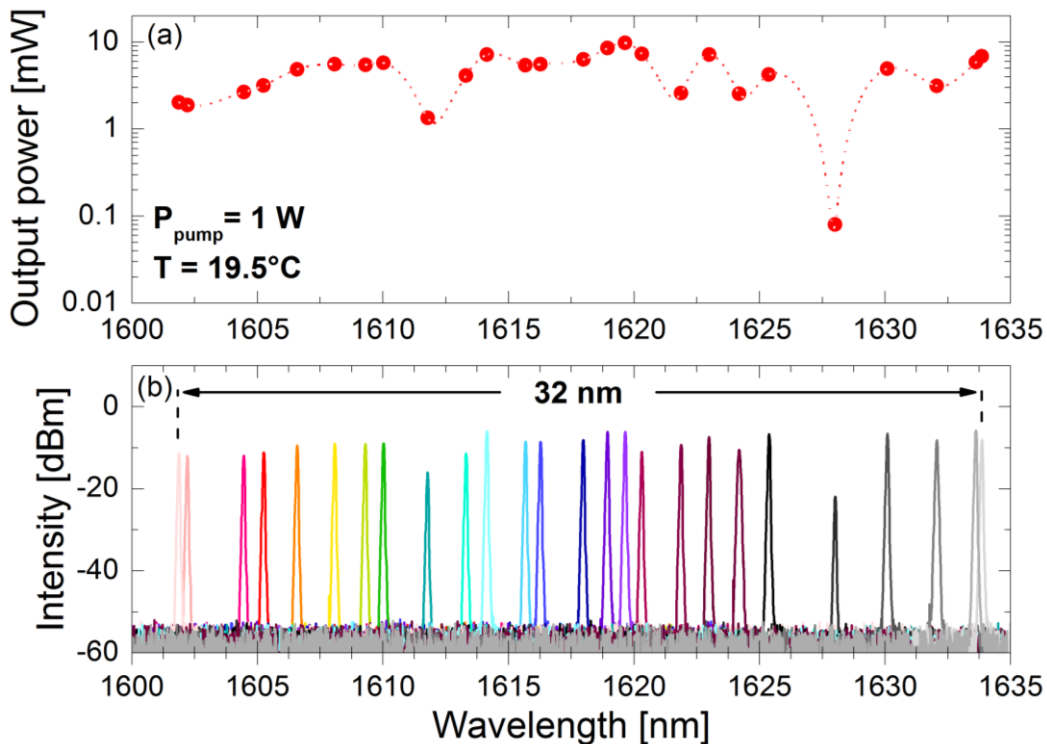 (a)
Output power [mW]
10
1
0.1
0.01
P_pump = 1 W
T = 19.5°C
1600 1605 1610 1615 1620 1625 1630 1635
(b)
32 nm
Intensity [dBm]
0
-20
-40
-60
1600 1605 1610 1615 1620 1625 1630 1635
Wavelength [nm]